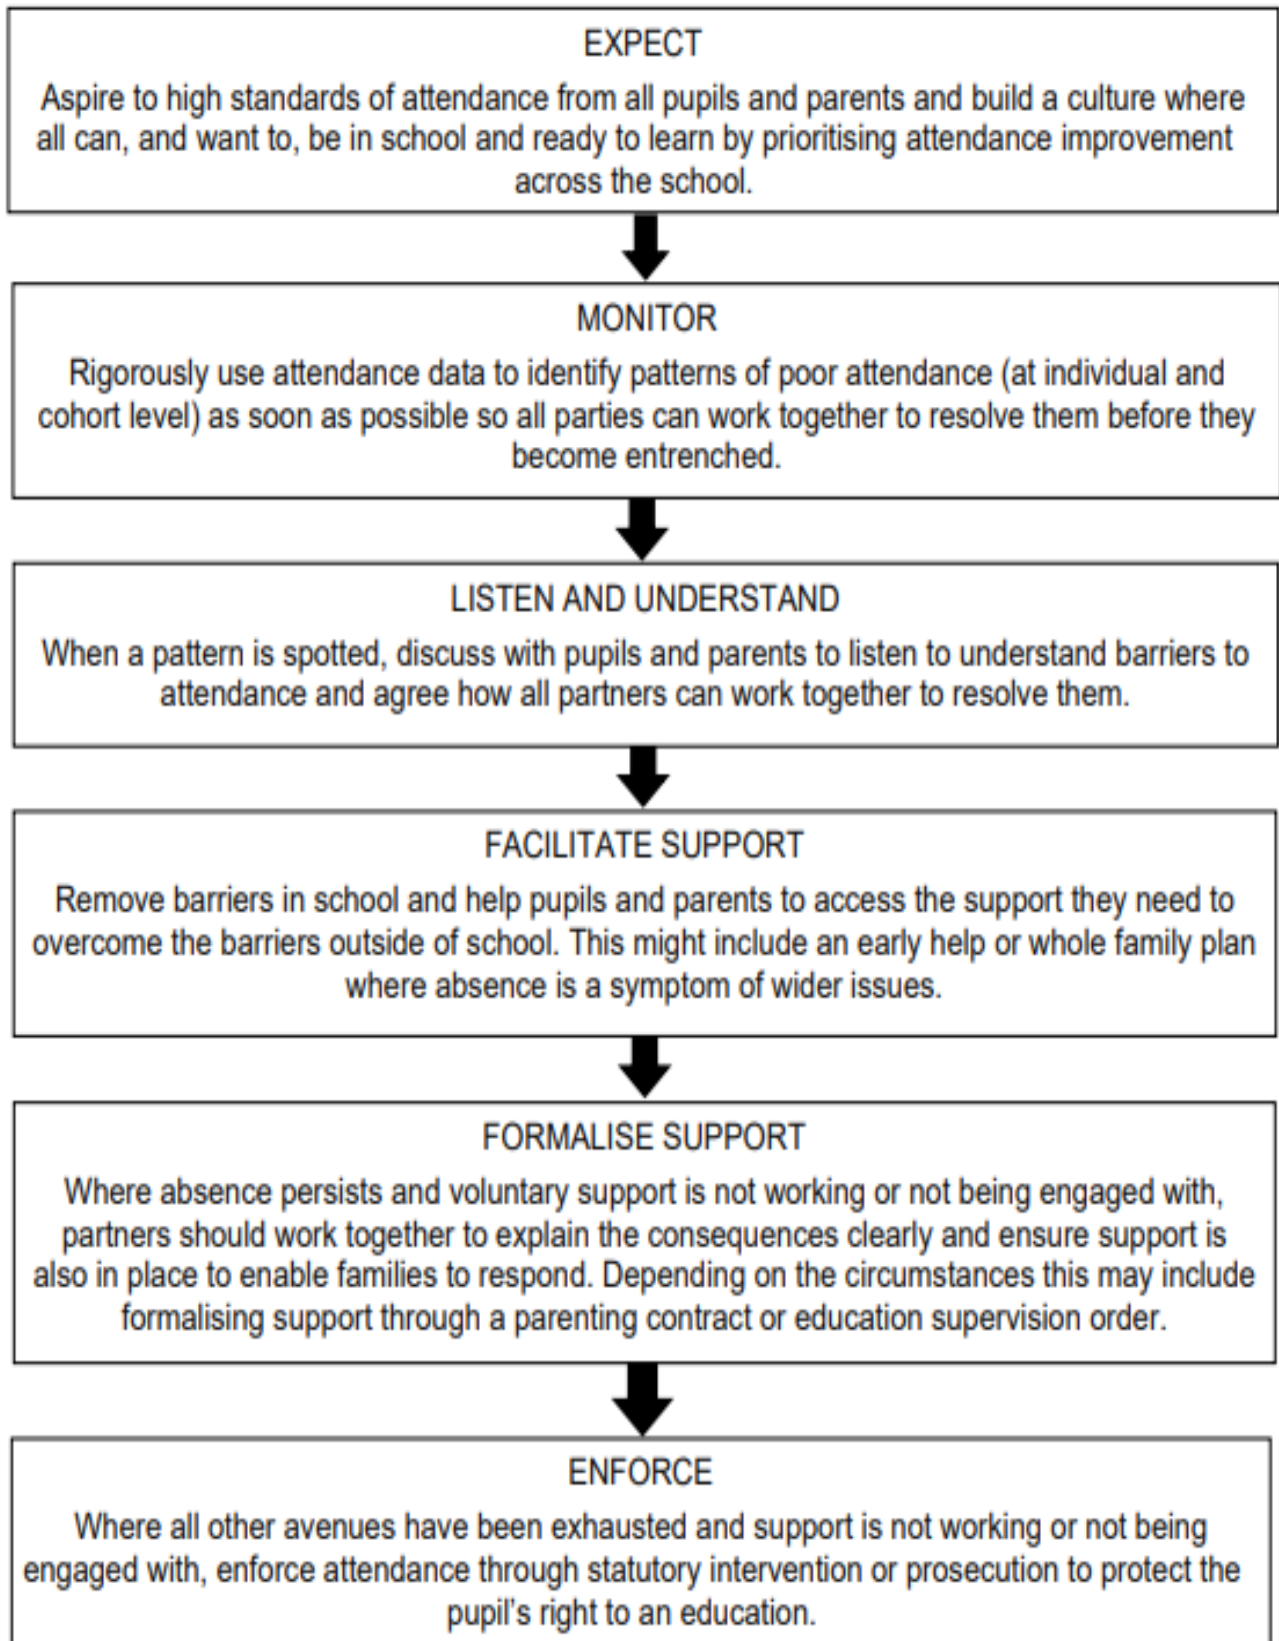 EXPECT
Aspire to high standards of attendance from all pupils and parents and build a culture where
all can, and want to, be in school and ready to learn by prioritising attendance improvement
across the school.
MONITOR
Rigorously use attendance data to identify patterns of poor attendance (at individual and
cohort level) as soon as possible so all parties can work together to resolve them before they
become entrenched.
LISTEN AND UNDERSTAND
When a pattern is spotted, discuss with pupils and parents to listen to understand barriers to
attendance and agree how all partners can work together to resolve them.
FACILITATE SUPPORT
Remove barriers in school and help pupils and parents to access the support they need to
overcome the barriers outside of school. This might include an early help or whole family plan
where absence is a symptom of wider issues.
FORMALISE SUPPORT
Where absence persists and voluntary support is not working or not being engaged with,
partners should work together to explain the consequences clearly and ensure support is
also in place to enable families to respond. Depending on the circumstances this may include
formalising support through a parenting contract or education supervision order.
ENFORCE
Where all other avenues have been exhausted and support is not working or not being
engaged with, enforce attendance through statutory intervention or prosecution to protect the
pupil's right to an education.